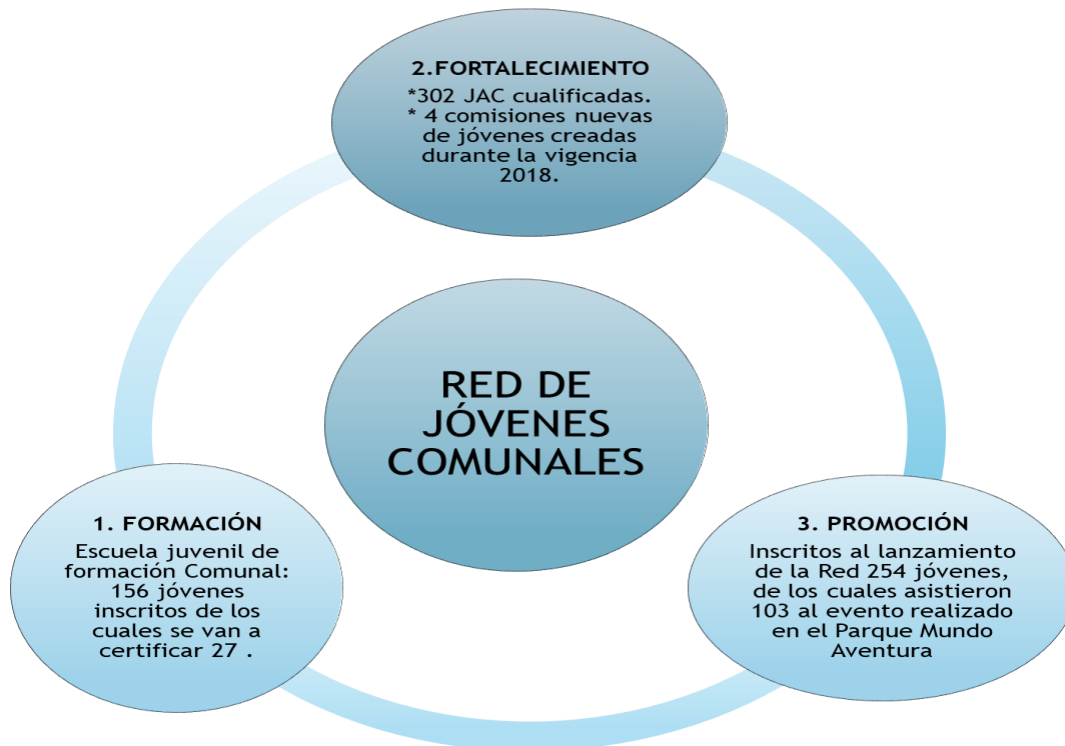 2.FORTALECIMIENTO
*302 JAC cualificadas.
* 4 comisiones nuevas
de jóvenes creadas
durante la vigencia
2018.
RED DE
JÓVENES
COMUNALES
1. FORMACIÓN
Escuela juvenil de
formación Comunal:
156 jóvenes
inscritos de los
cuales se van a
certificar 27 .
3. PROMOCIÓN
Inscritos al lanzamiento
de la Red 254 jóvenes,
de los cuales asistieron
103 al evento realizado
en el Parque Mundo
Aventura